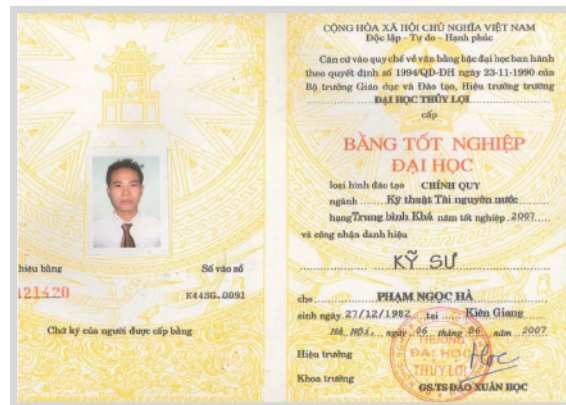 hiệu bằng
Số vào sổ
121420
K44SG.0091
Chữ ký của người được cấp bằng
CỘNG HÒA XÃ HỘI CHỦ NGHĨA VIỆT NAM
Độc lập - Tự do - Hạnh phúc
Căn cứ vào quy chế về văn bằng bậc đại học ban hành
theo quyết định số 1994/QD-ĐH ngày 23-11-1990 của
Bộ trưởng Giáo dục và Đào tạo, Hiệu trưởng trường
ĐẠI HỌC THỦY LỢI
cấp
BẰNG TỐT NGHIỆP
ĐẠI HỌC
loại hình đào tạo CHÍNH QUY
ngành Kỹ thuật Tài nguyên nước
hạng Trung bình Khá năm tốt nghiệp 2007
và công nhận danh hiệu
KỸ SƯ
cho PHẠM NGỌC HÀ
sinh ngày 27/12/1982 tại Kiên Giang
Hà Nội, ngày 06 tháng 06 năm 2007
Hiệu trưởng
TRƯỜNG
ĐẠI HỌC
THỦY LỢI
Khoa trưởng
GS.TS ĐÀO XUÂN HỌC